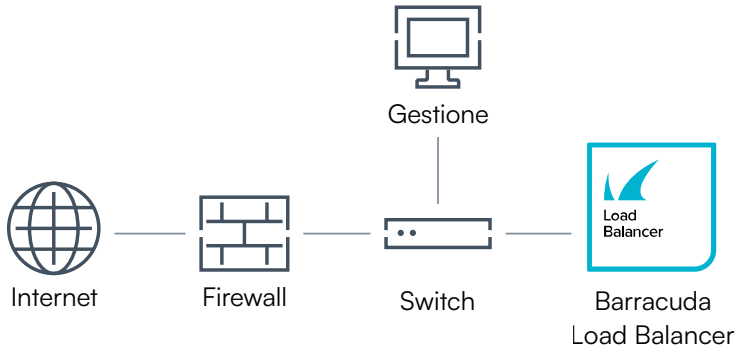 Gestione
Load
Balancer
Internet
Firewall
Switch
Barracuda
Load Balancer